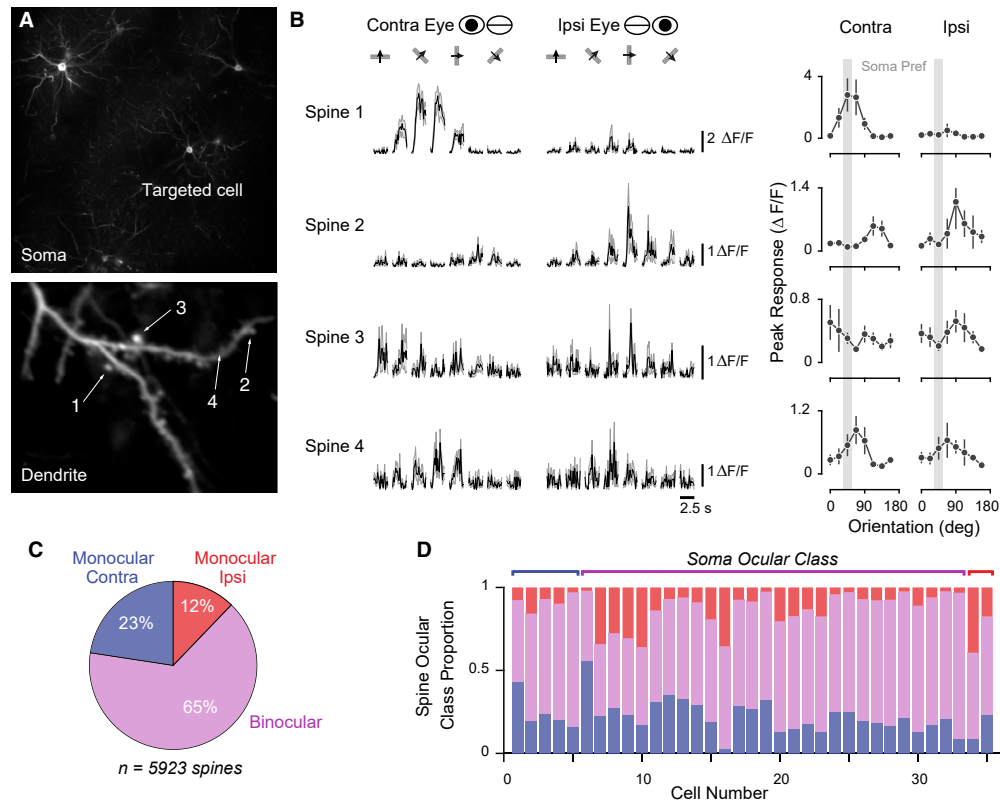 A
Targeted cell
Soma
3
1
4
2
Dendrite
B
Contra Eye
Ipsi Eye
Spine 1
2 ΔF/F
Spine 2
1 ΔF/F
Spine 3
1 ΔF/F
Spine 4
1 ΔF/F
2.5 s
Contra
Ipsi
Soma Pref
4
0
1.4
0
0.8
0
1.2
0
Peak Response (Δ F/F)
0 90 180
0 90 180
Orientation (deg)
C
Monocular
Contra
Monocular
Ipsi
23%
12%
65%
Binocular
n = 5923 spines
D
Soma Ocular Class
Spine Ocular
Class Proportion
1
0.5
0
0 10 20 30
Cell Number